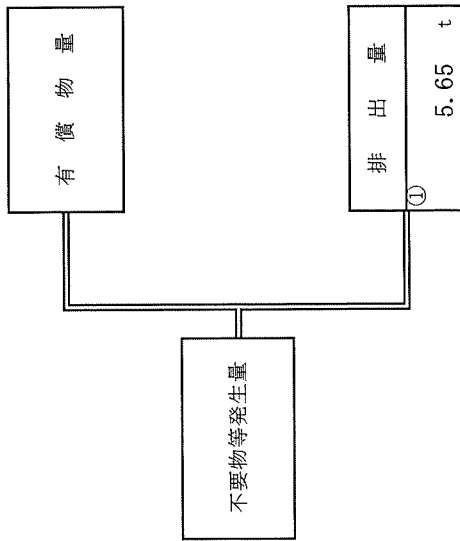 不要物等発生量
有償物量
排出量
①
5.65 t